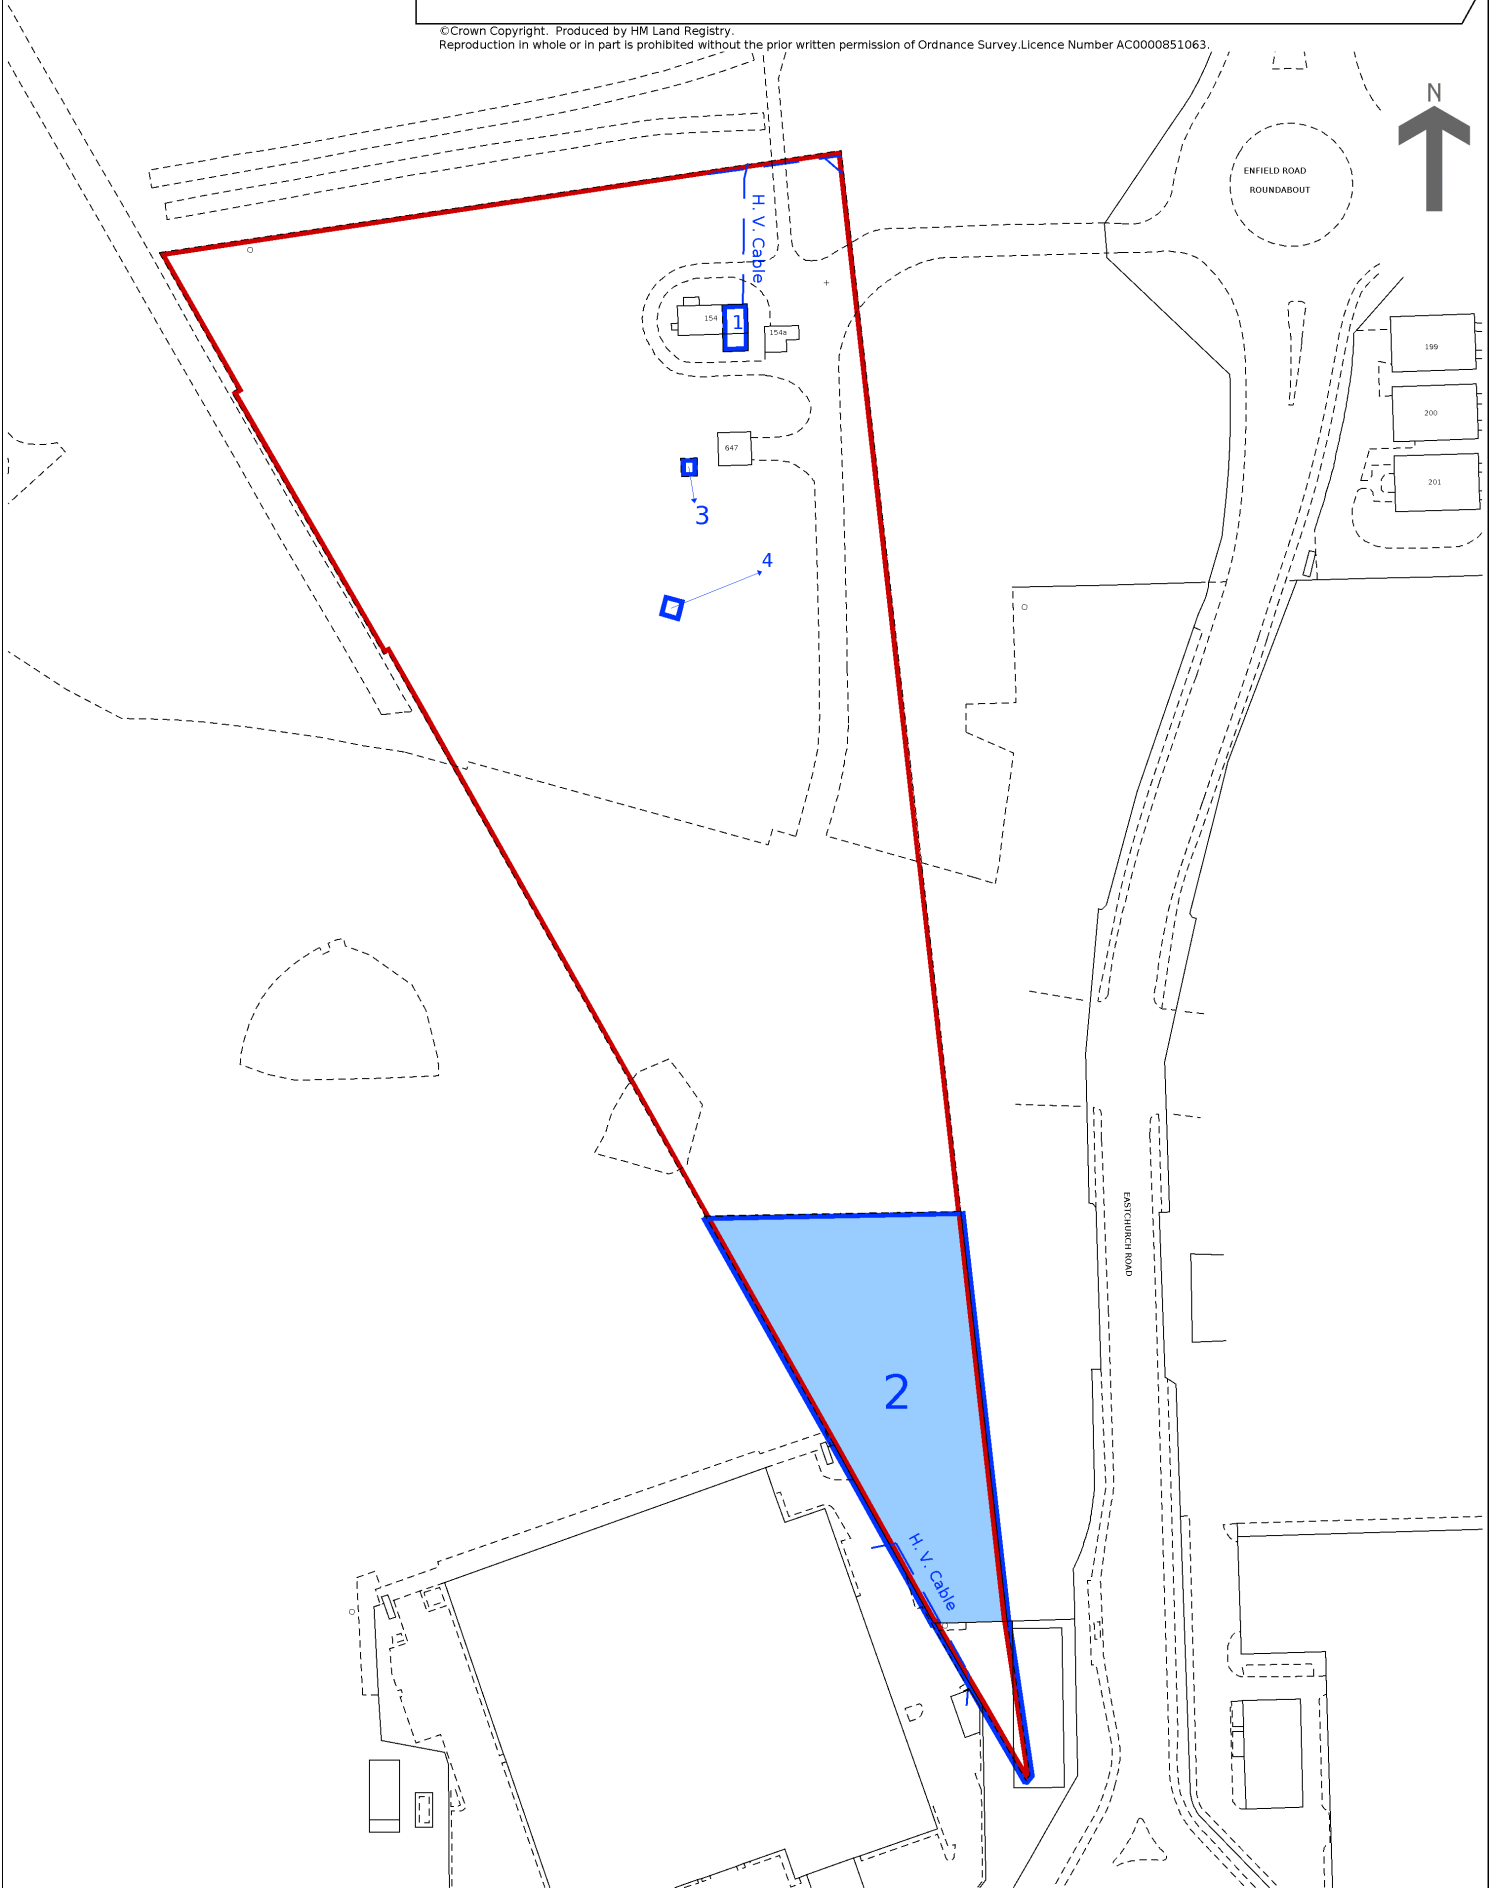 ©Crown Copyright. Produced by HM Land Registry.
Reproduction in whole or in part is prohibited without the prior written permission of Ordnance Survey.Licence Number AC0000851063.
N
ENFIELD ROAD
ROUNDABOUT
H. V. Cable
154
1
154a
199
200
647
201
3
4
EASTCHURCH ROAD
2
H. V. Cable